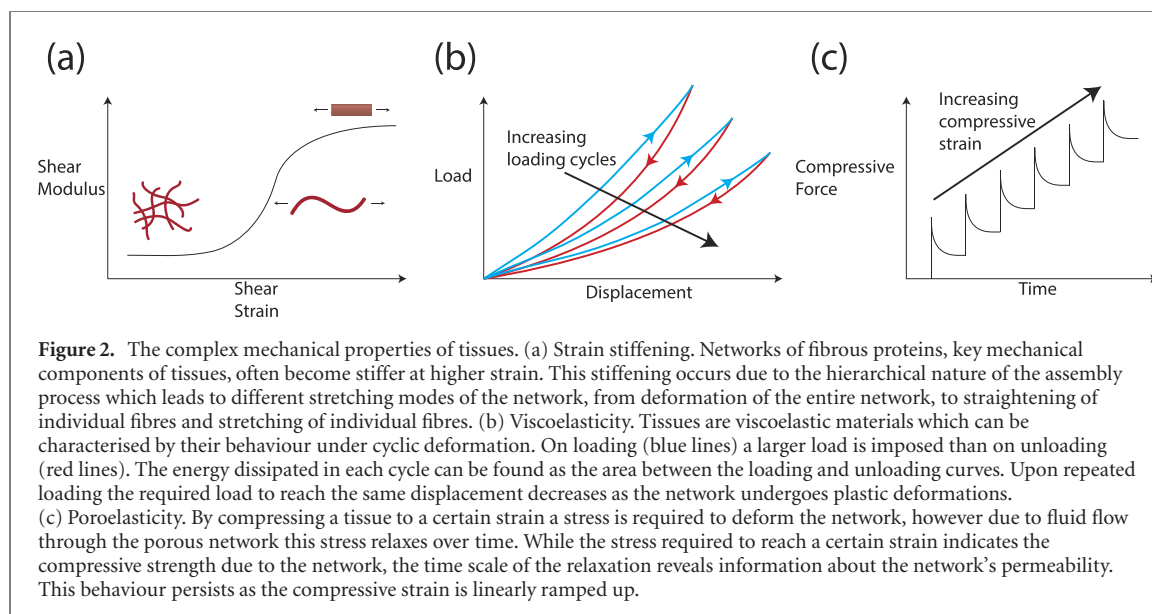 (a)
(b)
(c)
Shear
Modulus
Shear
Strain
Increasing
loading cycles
Load
Displacement
Increasing
compressive
strain
Compressive
Force
Time
Figure 2. The complex mechanical properties of tissues. (a) Strain stiffening. Networks of fibrous proteins, key mechanical
components of tissues, often become stiffer at higher strain. This stiffening occurs due to the hierarchical nature of the assembly
process which leads to different stretching modes of the network, from deformation of the entire network, to straightening of
individual fibres and stretching of individual fibres. (b) Viscoelasticity. Tissues are viscoelastic materials which can be
characterised by their behaviour under cyclic deformation. On loading (blue lines) a larger load is imposed than on unloading
(red lines). The energy dissipated in each cycle can be found as the area between the loading and unloading curves. Upon repeated
loading the required load to reach the same displacement decreases as the network undergoes plastic deformations.
(c) Poroelasticity. By compressing a tissue to a certain strain a stress is required to deform the network, however due to fluid flow
through the porous network this stress relaxes over time. While the stress required to reach a certain strain indicates the
compressive strength due to the network, the time scale of the relaxation reveals information about the network's permeability.
This behaviour persists as the compressive strain is linearly ramped up.